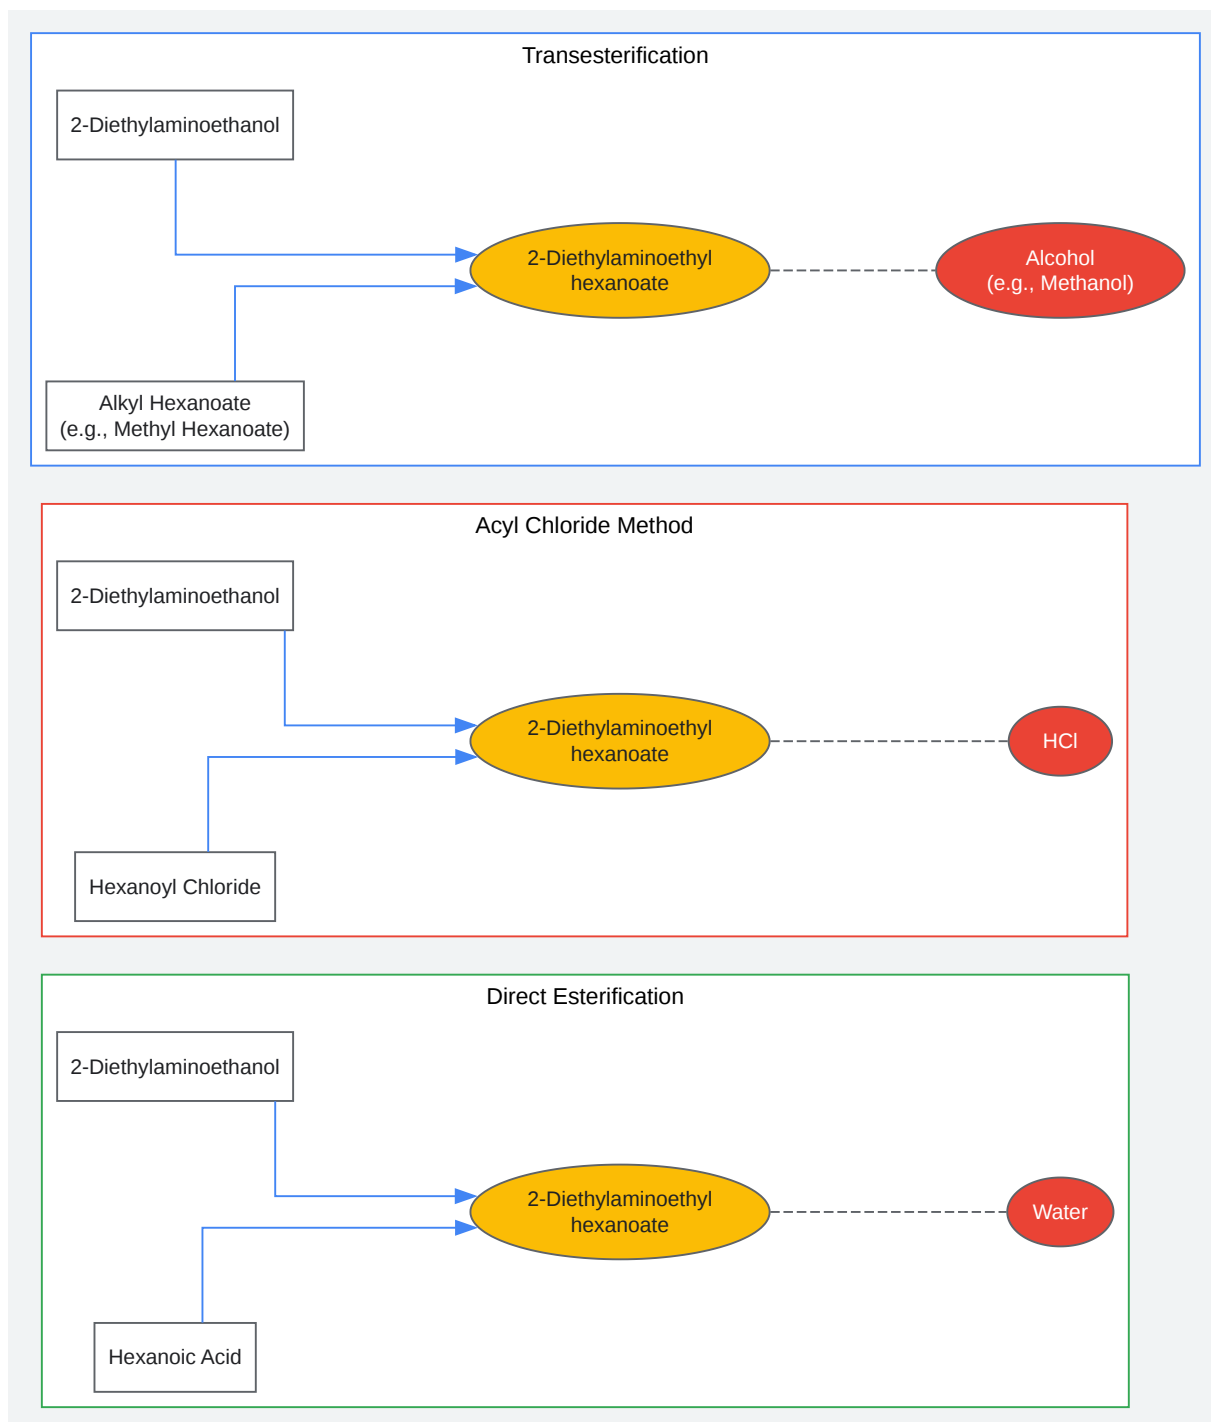 Transesterification
2-Diethylaminoethanol
2-Diethylaminoethyl
hexanoate
Alcohol
(e.g., Methanol)
Alkyl Hexanoate
(e.g., Methyl Hexanoate)
Acyl Chloride Method
2-Diethylaminoethanol
2-Diethylaminoethyl
hexanoate
HCl
Hexanoyl Chloride
Direct Esterification
2-Diethylaminoethanol
2-Diethylaminoethyl
hexanoate
Water
Hexanoic Acid